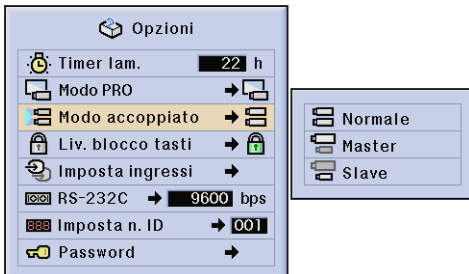 Opzioni
Timer lam. 22 h
Modo PRO
Modo accoppiato
Liv. blocco tasti
Imposta ingressi
RS-232C 9600 bps
888 Imposta n. ID 001
Password
Normale
Master
Slave